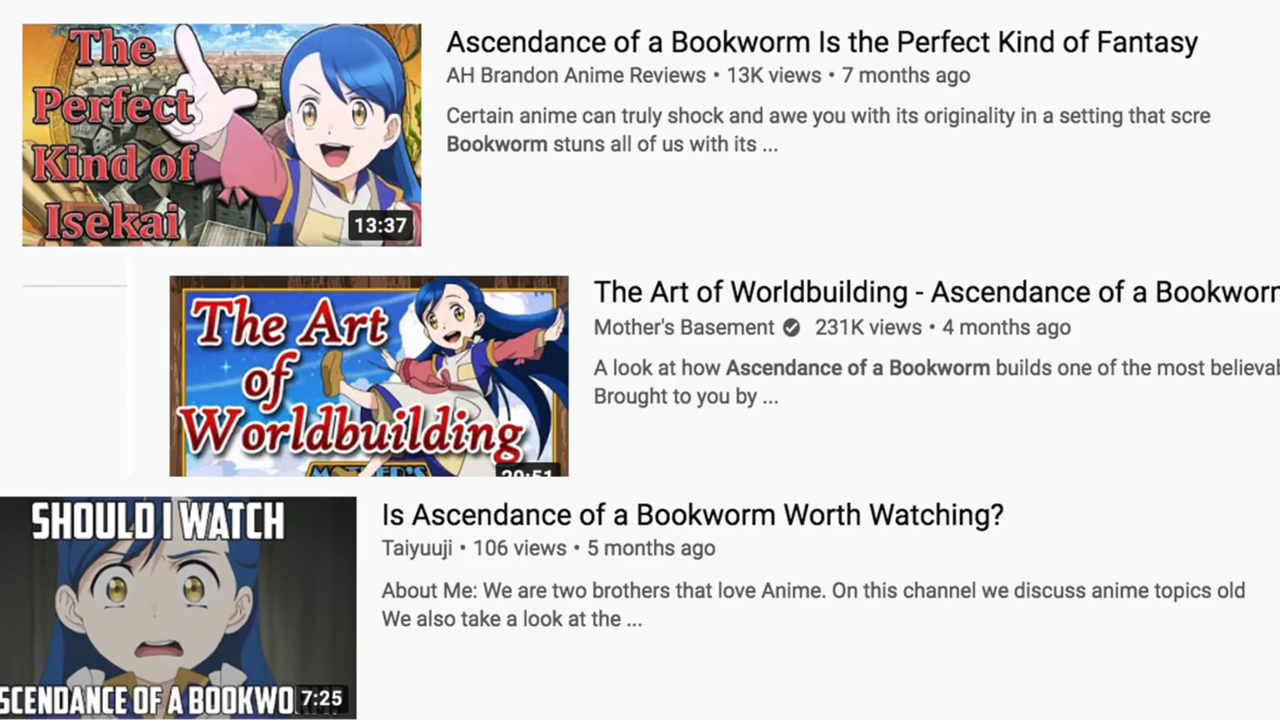 The
Perfect
Kind of
Isekai
13:37
Ascendance of a Bookworm Is the Perfect Kind of Fantasy
AH Brandon Anime Reviews • 13K views • 7 months ago
Certain anime can truly shock and awe you with its originality in a setting that scre
Bookworm stuns all of us with its ...
The Art
of
Worldbuilding
MOTHER'S
20:51
The Art of Worldbuilding - Ascendance of a Bookworm
Mother's Basement 231K views • 4 months ago
A look at how Ascendance of a Bookworm builds one of the most believab
Brought to you by ...
SHOULD I WATCH
SCENDANCE OF A BOOKWO
7:25
Is Ascendance of a Bookworm Worth Watching?
Taiyuuji • 106 views • 5 months ago
About Me: We are two brothers that love Anime. On this channel we discuss anime topics old
We also take a look at the ...